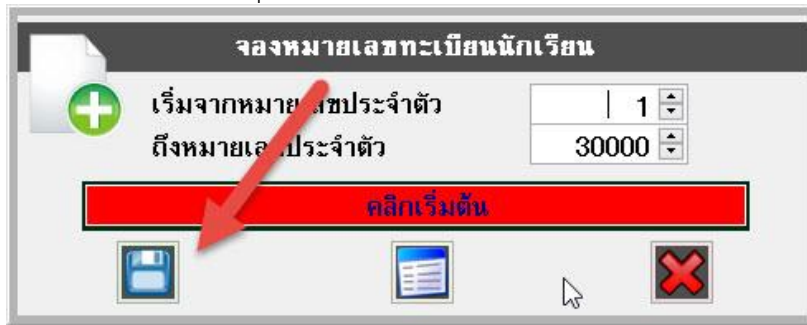 จองหมายเลขทะเบียนนักเรียน
เริ่มจากหมายเลขประจำตัว 1
ถึงหมายเลขประจำตัว 30000
คลิกเริ่มต้น